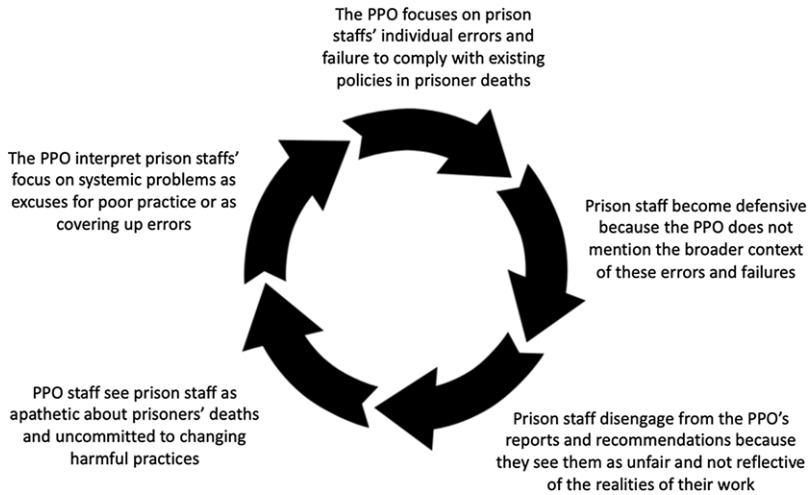 The PPO focuses on prison
staffs’ individual errors and
failure to comply with existing
policies in prisoner deaths
Prison staff become defensive
because the PPO does not
mention the broader context
of these errors and failures
Prison staff disengage from the PPO’s
reports and recommendations because
they see them as unfair and not reflective
of the realities of their work
PPO staff see prison staff as
apathetic about prisoners’ deaths
and uncommitted to changing
harmful practices
The PPO interpret prison staffs’
focus on systemic problems as
excuses for poor practice or as
covering up errors